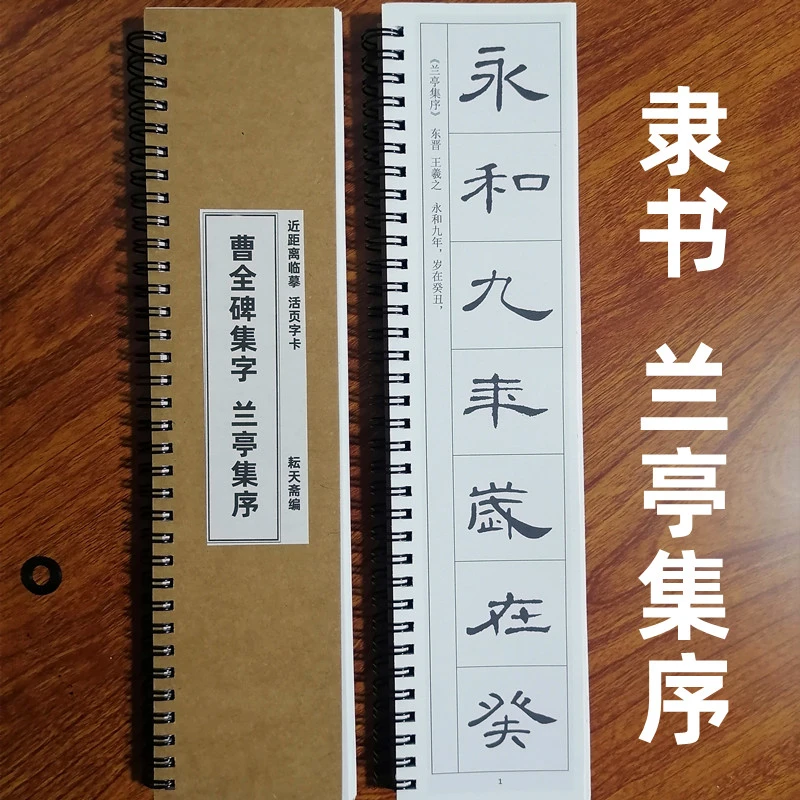 近距离临摹 活页字卡 耘天斋编
曹全碑集字 兰亭集序
永和九年岁在癸
《兰亭集序》 东晋 王羲之 永和九年，岁在癸丑，
1
隶书 兰亭集序